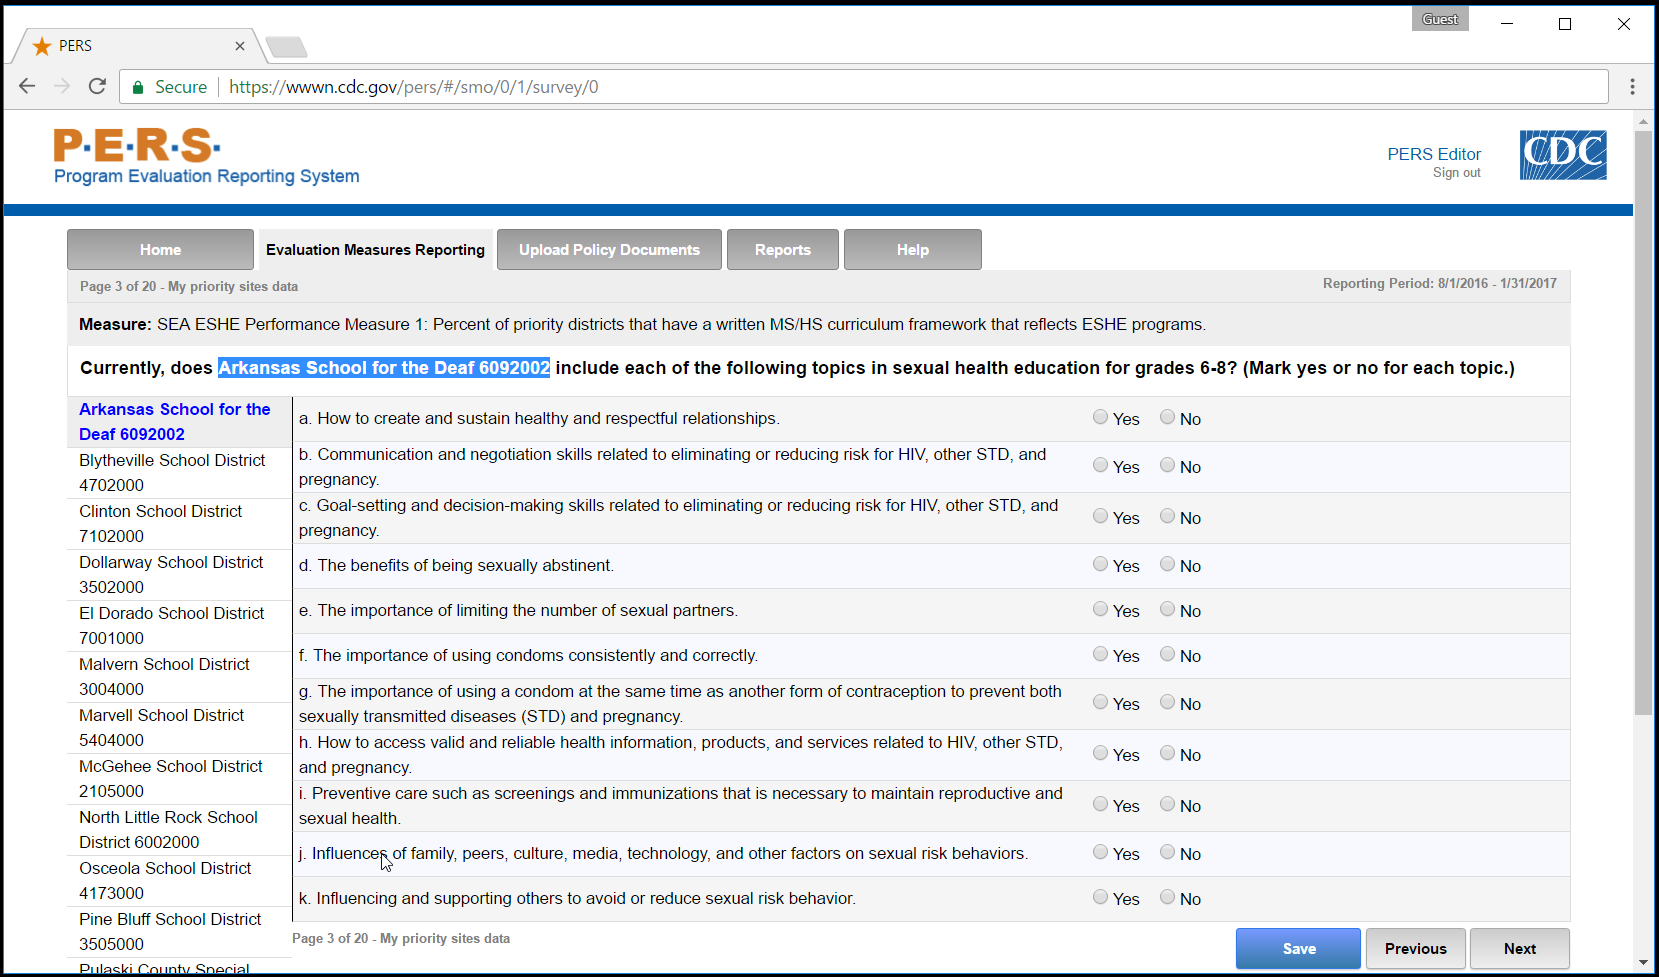 Guest
PERS
Secure https://wwwn.cdc.gov/pers/#/smo/0/1/survey/0
P·E·R·S·
Program Evaluation Reporting System
PERS Editor
Sign out
CDC
Home
Evaluation Measures Reporting
Upload Policy Documents
Reports
Help
Page 3 of 20 - My priority sites data
Reporting Period: 8/1/2016 - 1/31/2017
Measure: SEA ESHE Performance Measure 1: Percent of priority districts that have a written MS/HS curriculum framework that reflects ESHE programs.
Currently, does Arkansas School for the Deaf 6092002 include each of the following topics in sexual health education for grades 6-8? (Mark yes or no for each topic.)
Arkansas School for the
Deaf 6092002
Blytheville School District
4702000
Clinton School District
7102000
Dollarway School District
3502000
El Dorado School District
7001000
Malvern School District
3004000
Marvell School District
5404000
McGehee School District
2105000
North Little Rock School
District 6002000
Osceola School District
4173000
Pine Bluff School District
3505000
Pulaski County Special
a. How to create and sustain healthy and respectful relationships. Yes No
b. Communication and negotiation skills related to eliminating or reducing risk for HIV, other STD, and
pregnancy. Yes No
c. Goal-setting and decision-making skills related to eliminating or reducing risk for HIV, other STD, and
pregnancy. Yes No
d. The benefits of being sexually abstinent. Yes No
e. The importance of limiting the number of sexual partners. Yes No
f. The importance of using condoms consistently and correctly. Yes No
g. The importance of using a condom at the same time as another form of contraception to prevent both
sexually transmitted diseases (STD) and pregnancy. Yes No
h. How to access valid and reliable health information, products, and services related to HIV, other STD,
and pregnancy. Yes No
i. Preventive care such as screenings and immunizations that is necessary to maintain reproductive and
sexual health. Yes No
j. Influences of family, peers, culture, media, technology, and other factors on sexual risk behaviors. Yes No
k. Influencing and supporting others to avoid or reduce sexual risk behavior. Yes No
Page 3 of 20 - My priority sites data
Save
Previous
Next